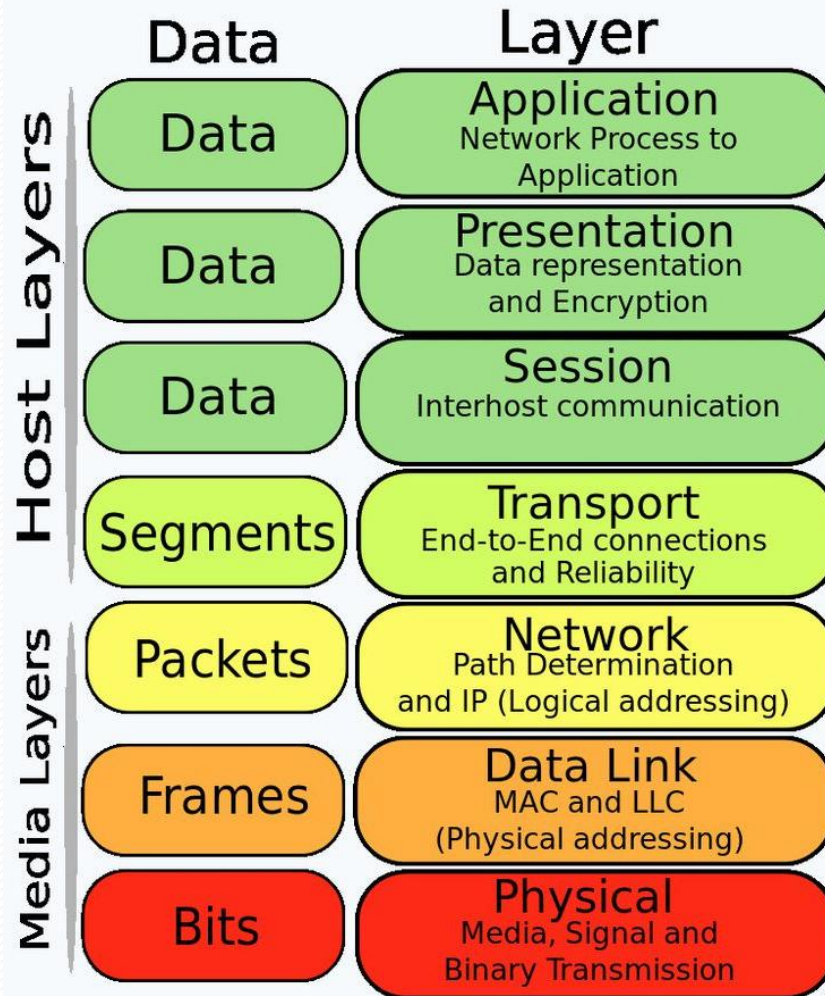 Data
Layer
Host Layers
Data
Application
Network Process to
Application
Data
Presentation
Data representation
and Encryption
Data
Session
Interhost communication
Segments
Transport
End-to-End connections
and Reliability
Media Layers
Packets
Network
Path Determination
and IP (Logical addressing)
Frames
Data Link
MAC and LLC
(Physical addressing)
Bits
Physical
Media, Signal and
Binary Transmission